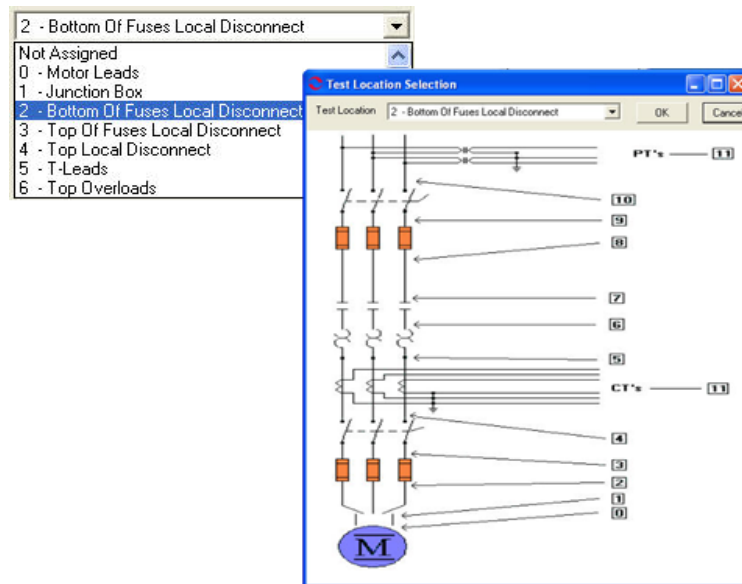 2 - Bottom Of Fuses Local Disconnect
Not Assigned
0 - Motor Leads
1 - Junction Box
2 - Bottom Of Fuses Local Disconnect
3 - Top Of Fuses Local Disconnect
4 - Top Local Disconnect
5 - T-Leads
6 - Top Overloads
Test Location Selection
Test Location 2 - Bottom Of Fuses Local Disconnect OK Cancel
PT's 11
10
9
8
7
6
5
CT's 11
4
3
2
1
0
M